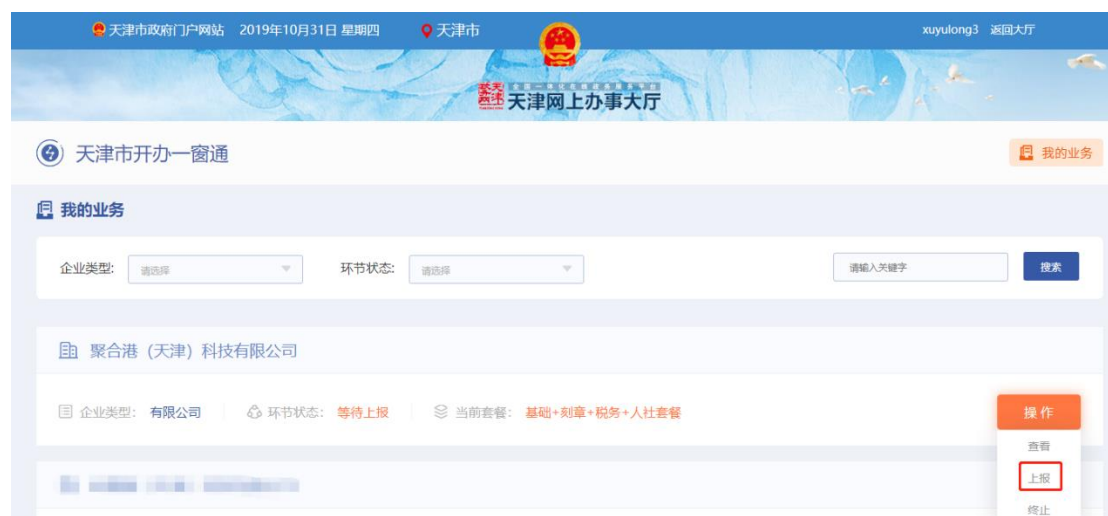 天津市政府门户网站 2019年10月31日 星期四 天津市 xuyulong3 返回大厅
天津网上办事大厅
天津市开办一窗通 我的业务
我的业务
企业类型: 请选择 环节状态: 请选择 请输入关键字 搜索
聚合港（天津）科技有限公司
企业类型: 有限公司 环节状态: 等待上报 当前套餐: 基础+刻章+税务+人社套餐 操作
查看
上报
终止